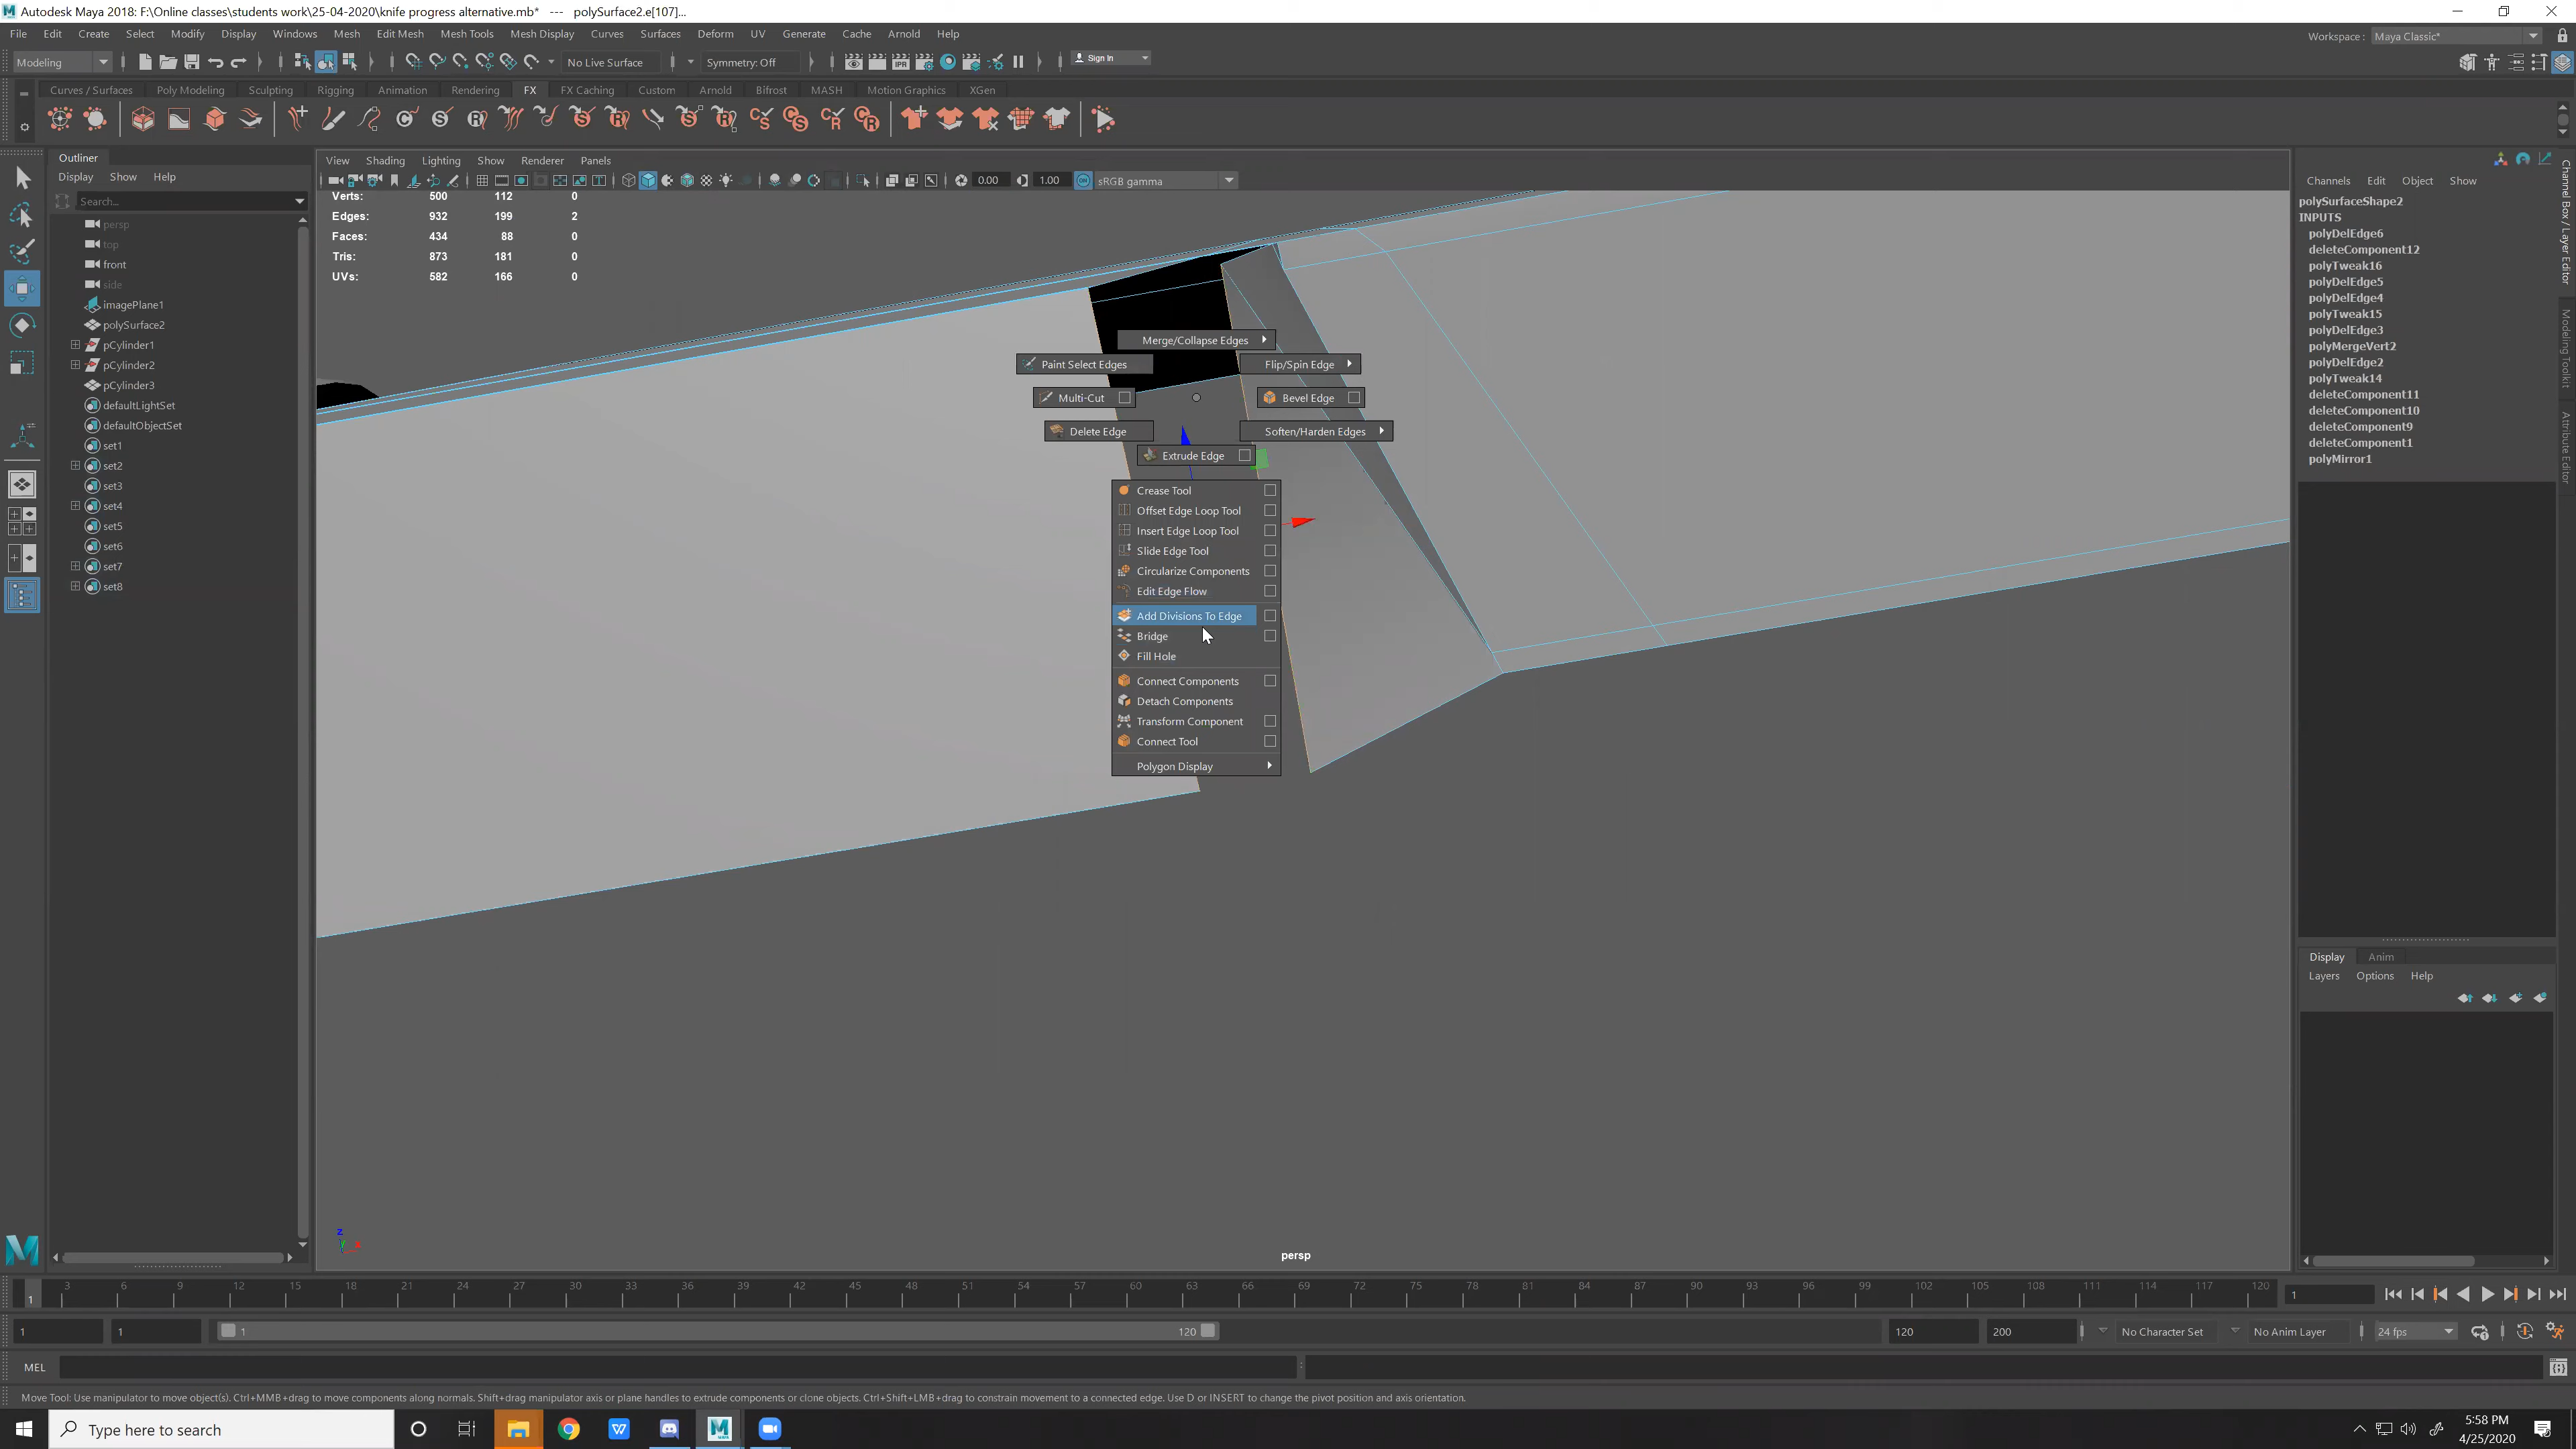 Autodesk Maya 2018: F:\Online classes\students work\25-04-2020\knife progress alternative.mb* --- polySurface2.e[107]...
File Edit Create Select Modify Display Windows Mesh Edit Mesh Mesh Tools Mesh Display Curves Surfaces Deform UV Generate Cache Arnold Help
Workspace : Maya Classic*
Modeling No Live Surface Symmetry: Off IPR Sign In
Curves / Surfaces Poly Modeling Sculpting Rigging Animation Rendering FX FX Caching Custom Arnold Bifrost MASH Motion Graphics XGen
Outliner
Display Show Help
Search...
persp
top
front
side
imagePlane1
polySurface2
pCylinder1
pCylinder2
pCylinder3
defaultLightSet
defaultObjectSet
set1
set2
set3
set4
set5
set6
set7
set8
View Shading Lighting Show Renderer Panels
0.00 1.00 ON sRGB gamma
Verts: 500 112 0
Edges: 932 199 2
Faces: 434 88 0
Tris: 873 181 0
UVs: 582 166 0
Merge/Collapse Edges
Paint Select Edges Flip/Spin Edge
Multi-Cut Bevel Edge
Delete Edge Soften/Harden Edges
Extrude Edge
Crease Tool
Offset Edge Loop Tool
Insert Edge Loop Tool
Slide Edge Tool
Circularize Components
Edit Edge Flow
Add Divisions To Edge
Bridge
Fill Hole
Connect Components
Detach Components
Transform Component
Connect Tool
Polygon Display
z
persp
Channels Edit Object Show
polySurfaceShape2
INPUTS
polyDelEdge6
deleteComponent12
polyTweak16
polyDelEdge5
polyDelEdge4
polyTweak15
polyDelEdge3
polyMergeVert2
polyDelEdge2
polyTweak14
deleteComponent11
deleteComponent10
deleteComponent9
deleteComponent1
polyMirror1
Channel Box / Layer Editor
Modeling Toolkit
Attribute Editor
Display Anim
Layers Options Help
1 3 6 9 12 15 18 21 24 27 30 33 36 39 42 45 48 51 54 57 60 63 66 69 72 75 78 81 84 87 90 93 96 99 102 105 108 111 114 117 120 1
1 1 1 120 120 200 No Character Set No Anim Layer 24 fps
MEL
Move Tool: Use manipulator to move object(s). Ctrl+MMB+drag to move components along normals. Shift+drag manipulator axis or plane handles to extrude components or clone objects. Ctrl+Shift+LMB+drag to constrain movement to a connected edge. Use D or INSERT to change the pivot position and axis orientation.
Type here to search
5:58 PM
4/25/2020